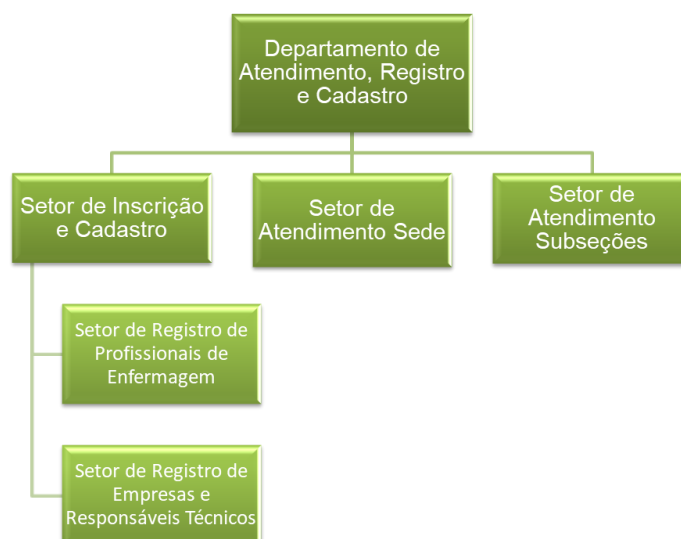 Departamento de
Atendimento, Registro
e Cadastro
Setor de Inscrição
e Cadastro
Setor de
Atendimento Sede
Setor de
Atendimento
Subseções
Setor de Registro de
Profissionais de
Enfermagem
Setor de Registro de
Empresas e
Responsáveis Técnicos